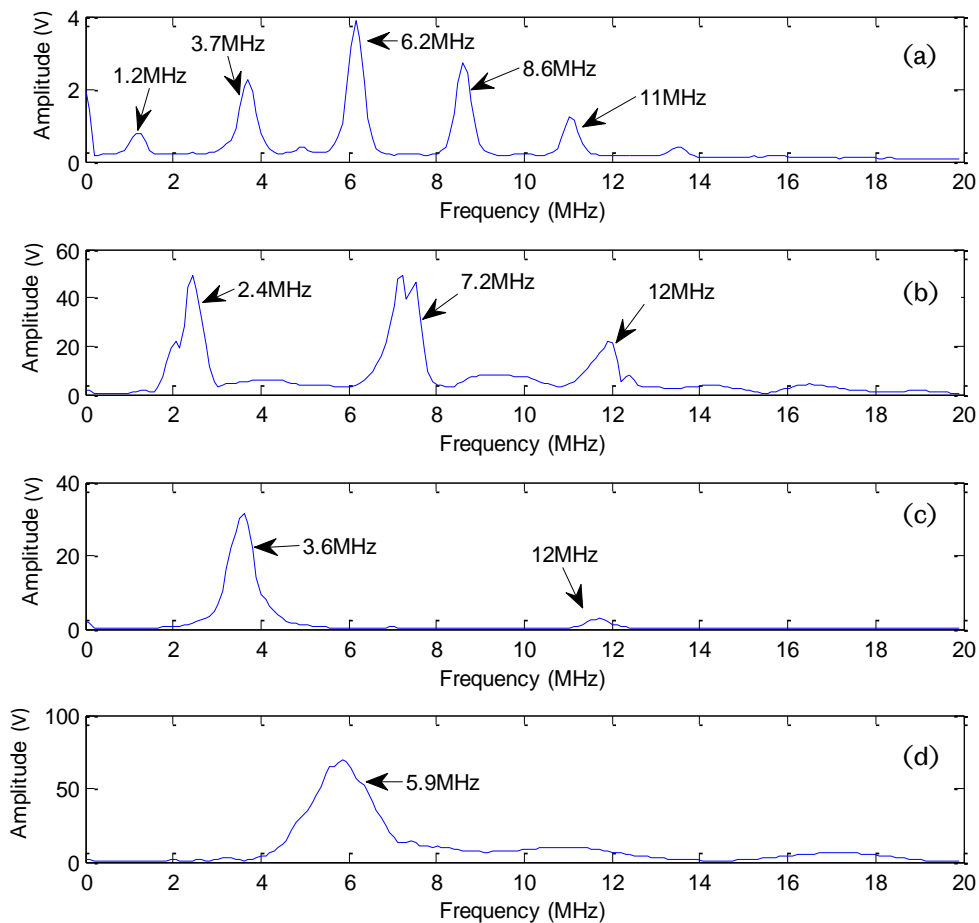 4
2
0
Amplitude (V)
1.2MHz
3.7MHz
6.2MHz
8.6MHz
11MHz
(a)
0 2 4 6 8 10 12 14 16 18 20
Frequency (MHz)
60
40
20
0
Amplitude (V)
2.4MHz
7.2MHz
12MHz
(b)
0 2 4 6 8 10 12 14 16 18 20
Frequency (MHz)
40
20
0
Amplitude (V)
3.6MHz
12MHz
(c)
0 2 4 6 8 10 12 14 16 18 20
Frequency (MHz)
100
50
0
Amplitude (V)
5.9MHz
(d)
0 2 4 6 8 10 12 14 16 18 20
Frequency (MHz)